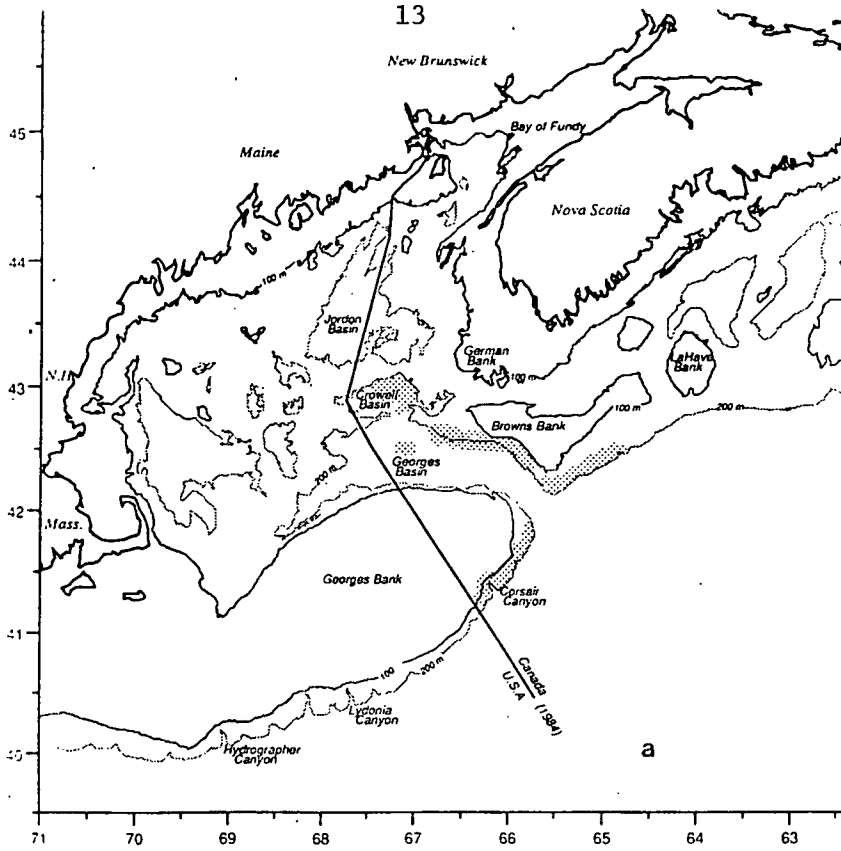 13
New Brunswick
45
Bay of Fundy
Maine
Nova Scotia
44
100 m
Jordon
Basin
German
Bank
LaHave
Bank
N.H.
43
100 m
Crowell
Basin
100 m
200 m
Browns Bank
Georges
Basin
200 m
42
Mass.
Georges Bank
Corsair
Canyon
41
100
200 m
Canada
U.S.A
(1984)
Lydonia
Canyon
Hydrographer
Canyon
40
a
71
70
69
68
67
66
65
64
63